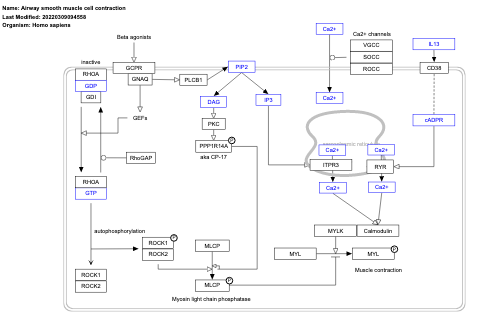 Name: Airway smooth muscle cell contraction
Last Modified: 20220309094558
Organism: Homo sapiens
Beta agonists
Ca2+
Ca2+ channels
VGCC
SOCC
ROCC
IL13
inactive
RHOA
GDP
GDI
GCPR
GNAQ
PLCB1
PIP2
CD38
Ca2+
DAG
IP3
GEFs
PKC
cADPR
P
PPP1R14A
aka CP-17
RhoGAP
Ca2+
Ca2+
ITPR3
RYR
RHOA
GTP
Ca2+
Ca2+
autophosphorylation
P
ROCK1
ROCK2
MLCP
MYLK
Calmodulin
MYL
MYL
P
Muscle contraction
ROCK1
ROCK2
P
MLCP
Myosin light chain phosphatase